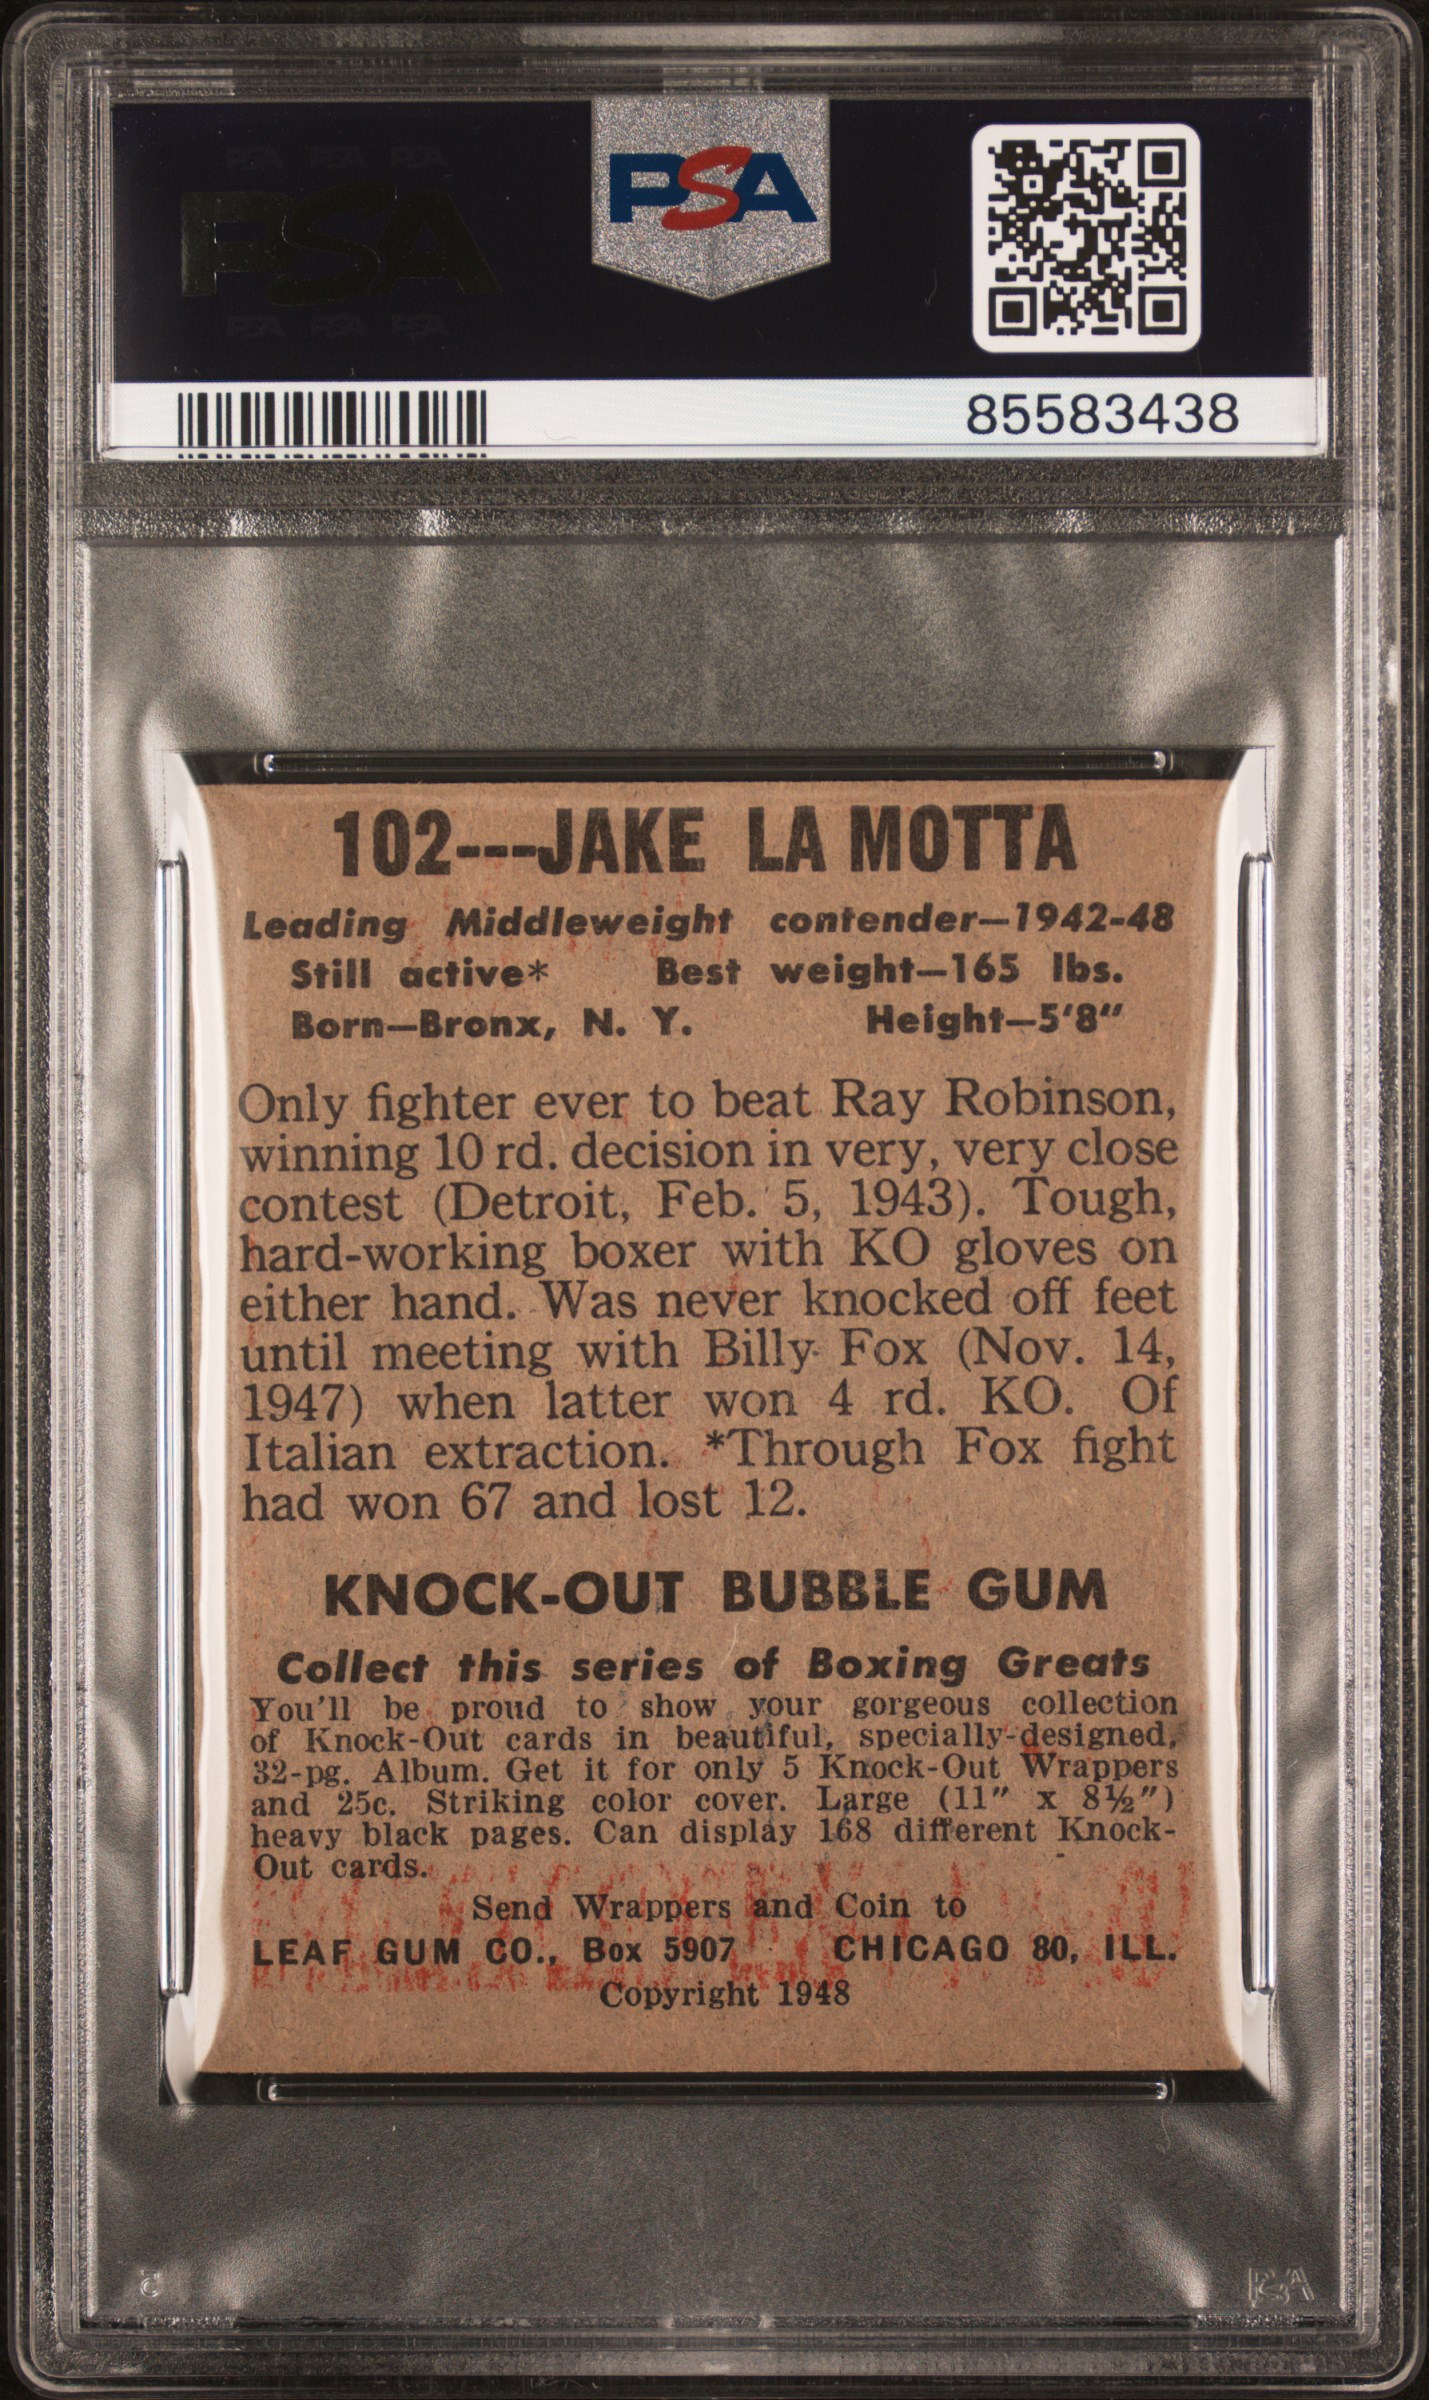 PSA PSA PSA
PSA
PSA PSA PSA
PSA
85583438
102---JAKE LA MOTTA
Leading Middleweight contender—1942-48
Still active* Best weight—165 lbs.
Born—Bronx, N. Y. Height—5'8"
Only fighter ever to beat Ray Robinson,
winning 10 rd. decision in very, very close
contest (Detroit, Feb. 5, 1943). Tough,
hard-working boxer with KO gloves on
either hand. Was never knocked off feet
until meeting with Billy Fox (Nov. 14,
1947) when latter won 4 rd. KO. Of
Italian extraction. *Through Fox fight
had won 67 and lost 12.
KNOCK-OUT BUBBLE GUM
Collect this series of Boxing Greats
You'll be proud to show your gorgeous collection
of Knock-Out cards in beautiful, specially-designed,
32-pg. Album. Get it for only 5 Knock-Out Wrappers
and 25c. Striking color cover. Large (11" x 8½")
heavy black pages. Can display 168 different Knock-
Out cards.
Send Wrappers and Coin to
LEAF GUM CO., Box 5907 CHICAGO 80, ILL.
Copyright 1948
PSA